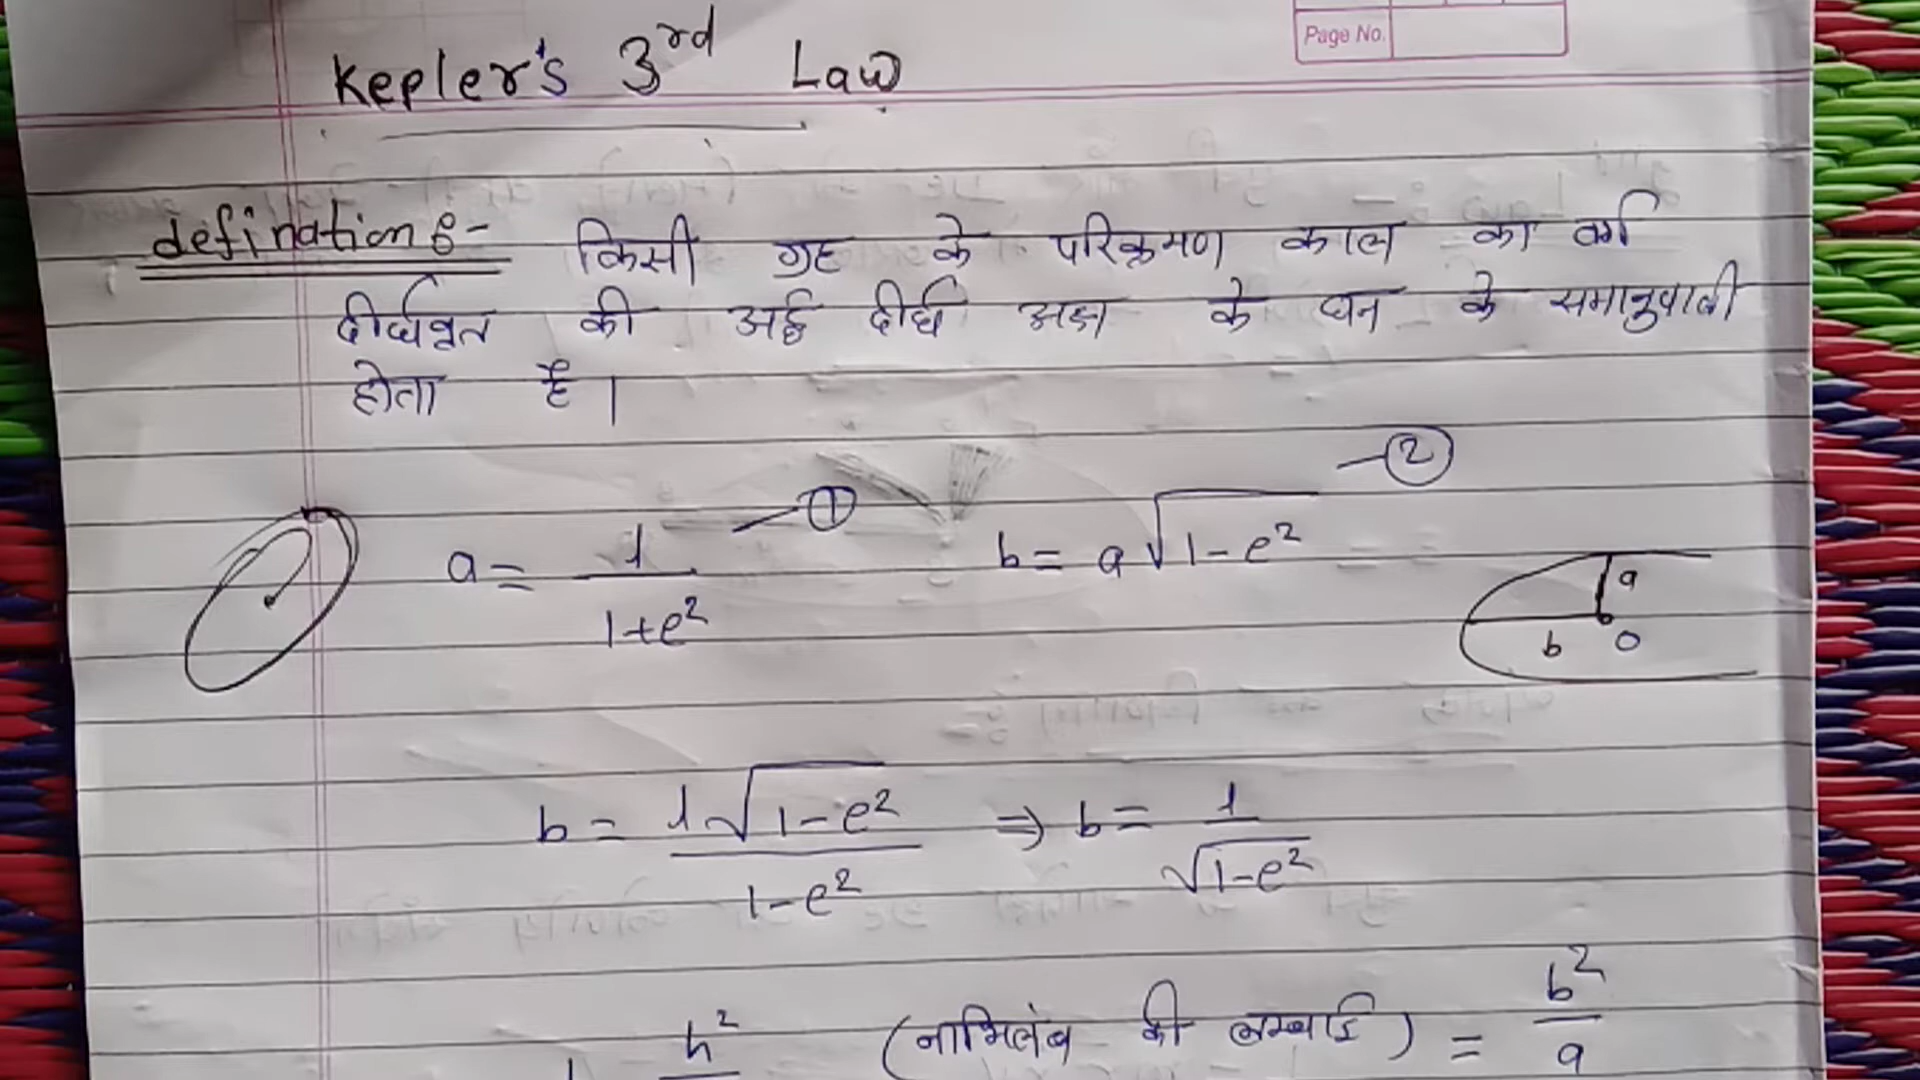 Page No.
Kepler's 3rd Law
defination :- किसी ग्रह के परिक्रमण काल का वर्ग
दीर्घवृत की अर्द्ध दीर्घ अक्ष के घन के समानुपाती
होता है।
a = 1/(1+e²) —① b = a√(1-e²) —②
a
b O
b = 1√(1-e²)/(1-e²) ⇒ b = 1/√(1-e²)
h² (नाभिलंब की लम्बाई) = b²/a